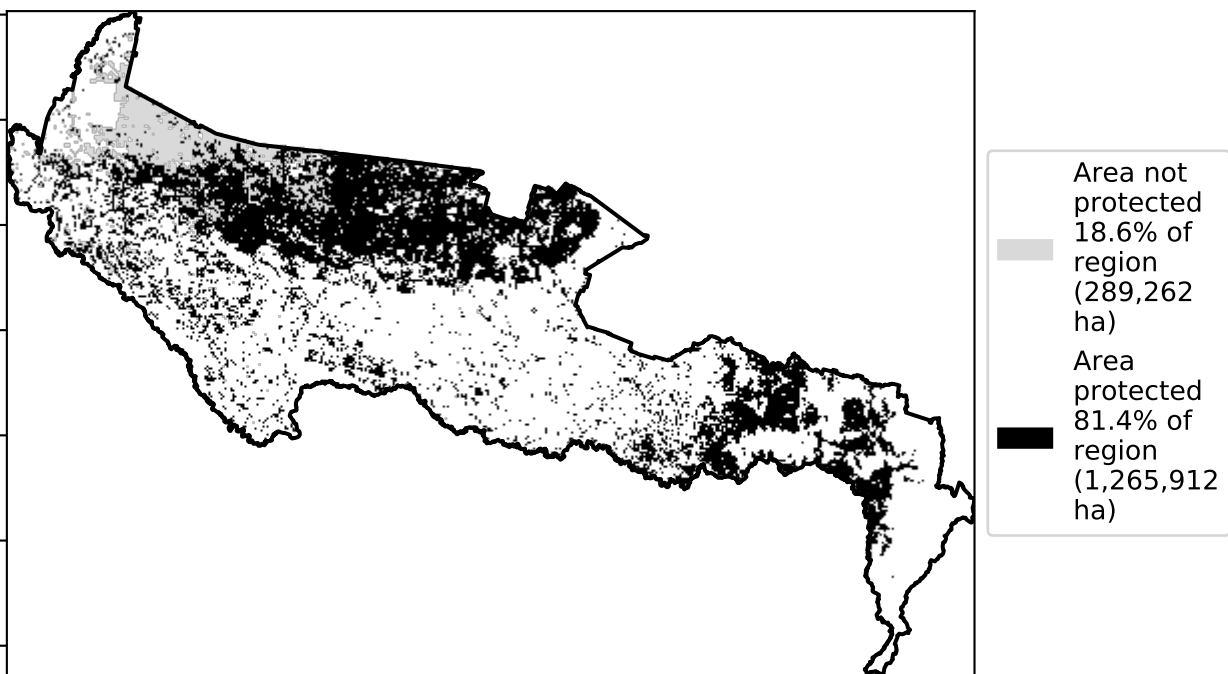 Area not
protected
18.6% of
region
(289,262
ha)
Area
protected
81.4% of
region
(1,265,912
ha)